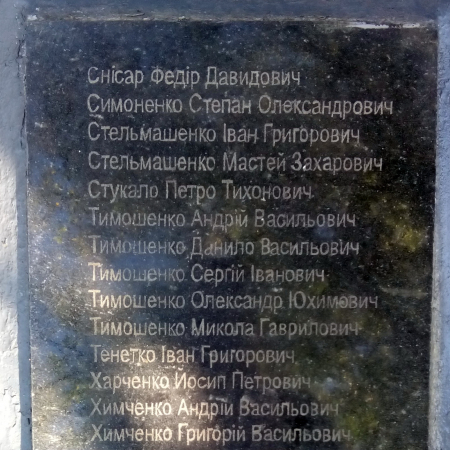 Снісар Федір Давидович
Симоненко Степан Олександрович
Стельмашенко Іван Григорович
Стельмашенко Мастей Захарович
Стукало Петро Тихонович
Тимошенко Андрій Васильович
Тимошенко Данило Васильович
Тимошенко Сергій Іванович
Тимошенко Олександр Юхимович
Тимошенко Микола Гаврилович
Тенетко Іван Григорович
Харченко Йосип Петрович
Химченко Андрій Васильович
Химченко Григорій Васильович